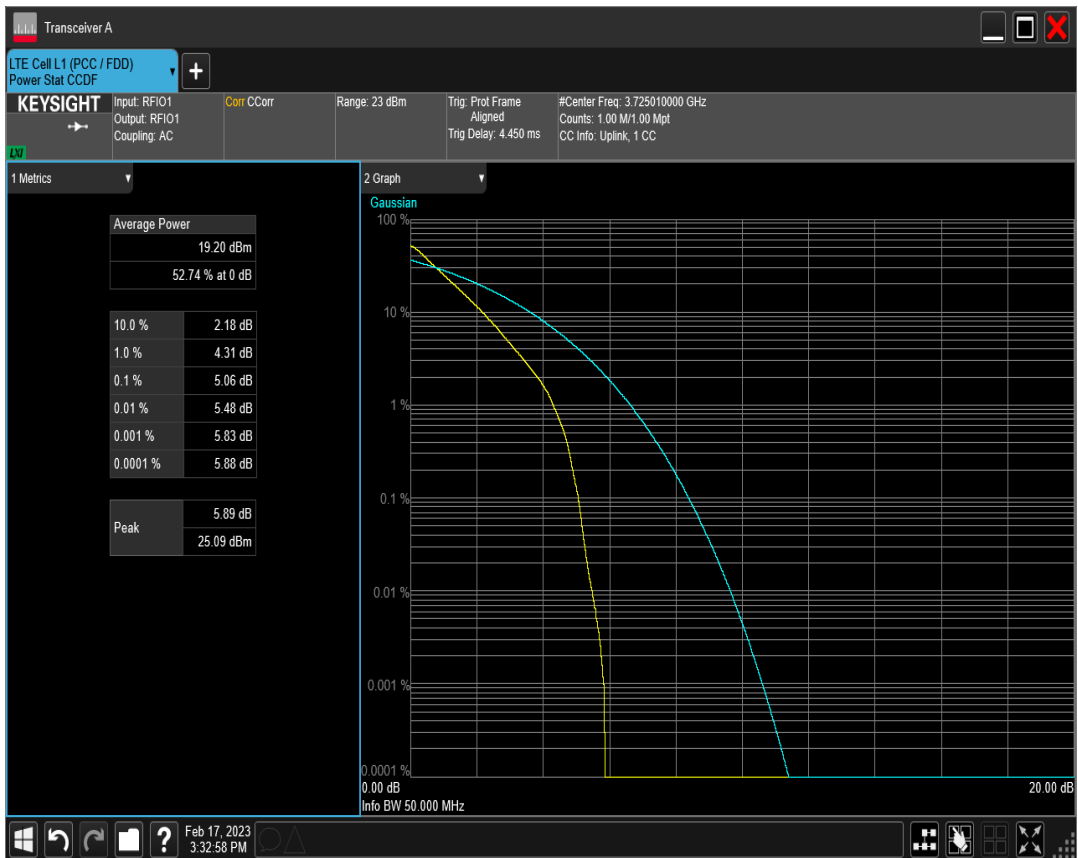 Transceiver A
LTE Cell L1 (PCC / FDD)
Power Stat CCDF
KEYSIGHT
LXI
Input: RFIO1
Output: RFIO1
Coupling: AC
Corr CCorr
Range: 23 dBm
Trig: Prot Frame
Aligned
Trig Delay: 4.450 ms
#Center Freq: 3.725010000 GHz
Counts: 1.00 M/1.00 Mpt
CC Info: Uplink, 1 CC
1 Metrics
Average Power
19.20 dBm
52.74 % at 0 dB
10.0 % 2.18 dB
1.0 % 4.31 dB
0.1 % 5.06 dB
0.01 % 5.48 dB
0.001 % 5.83 dB
0.0001 % 5.88 dB
Peak
5.89 dB
25.09 dBm
2 Graph
Gaussian
100 %
10 %
1 %
0.1 %
0.01 %
0.001 %
0.0001 %
0.00 dB 20.00 dB
Info BW 50.000 MHz
Feb 17, 2023
3:32:58 PM